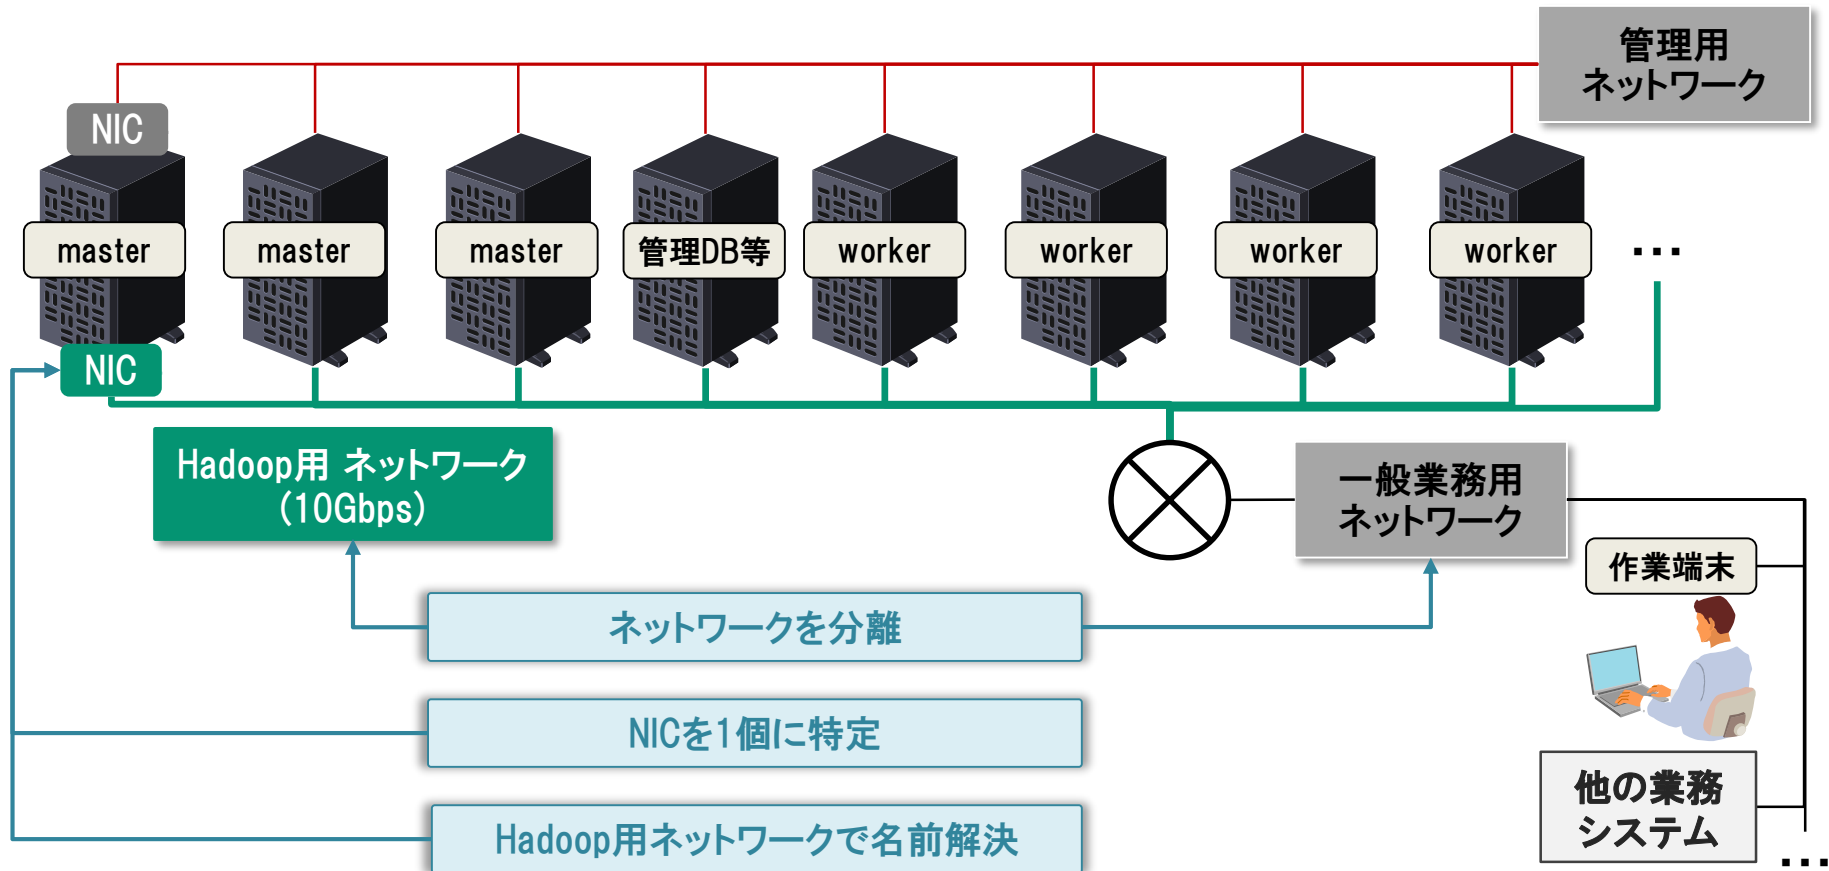 管理用
ネットワーク
NIC
master
master
master
管理DB等
worker
worker
worker
worker
...
NIC
Hadoop用 ネットワーク
(10Gbps)
一般業務用
ネットワーク
作業端末
ネットワークを分離
NICを1個に特定
他の業務
システム
Hadoop用ネットワークで名前解決
...